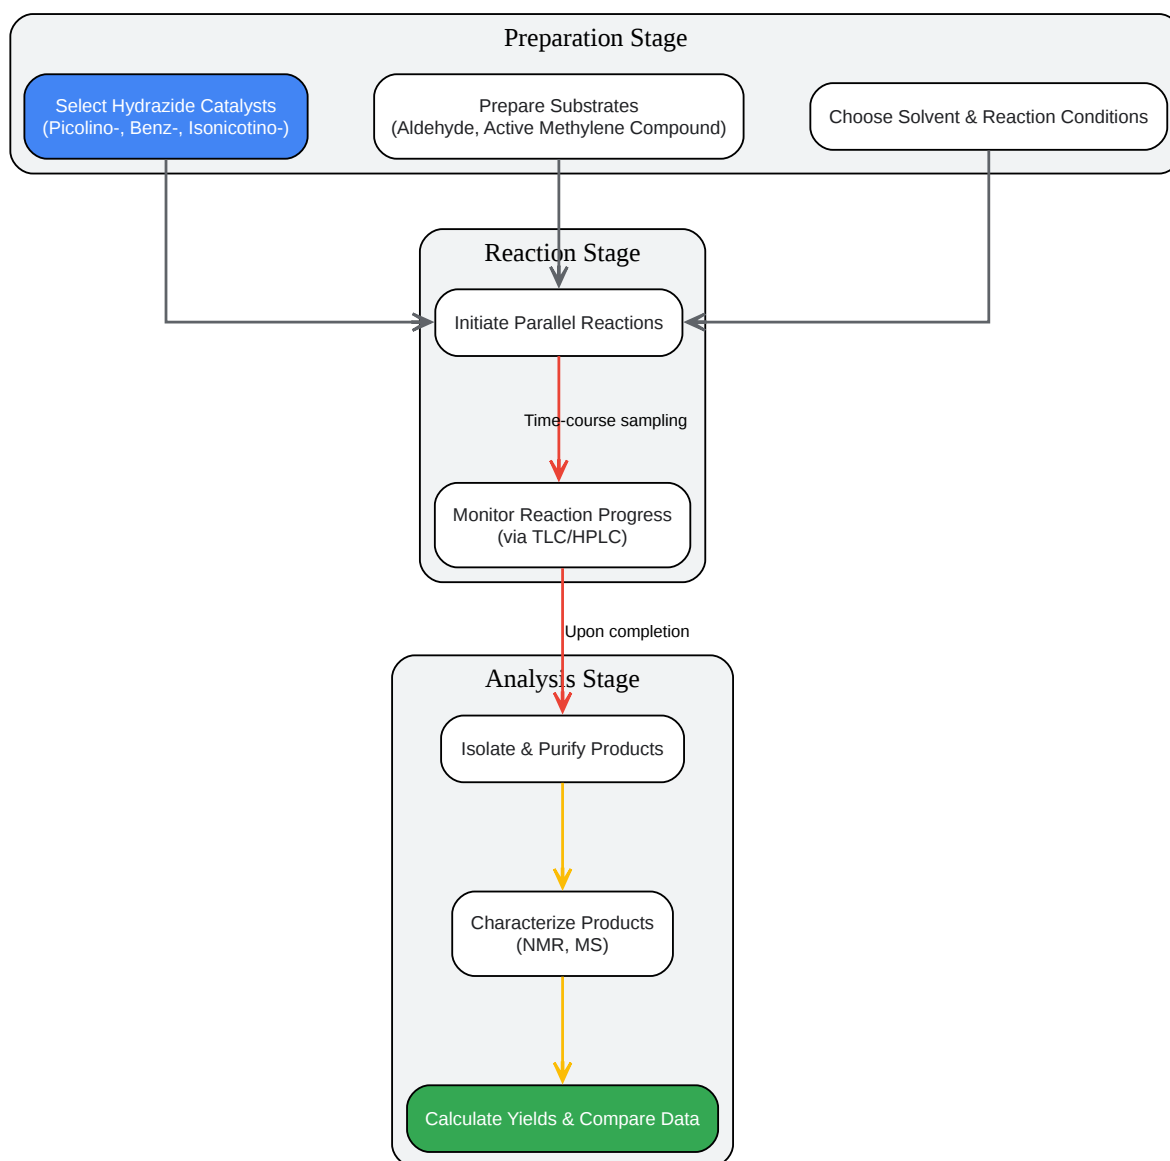 Preparation Stage
Select Hydrazide Catalysts
(Picolino-, Benz-, Isonicotino-)
Prepare Substrates
(Aldehyde, Active Methylene Compound)
Choose Solvent & Reaction Conditions
Reaction Stage
Initiate Parallel Reactions
Time-course sampling
Monitor Reaction Progress
(via TLC/HPLC)
Upon completion
Analysis Stage
Isolate & Purify Products
Characterize Products
(NMR, MS)
Calculate Yields & Compare Data